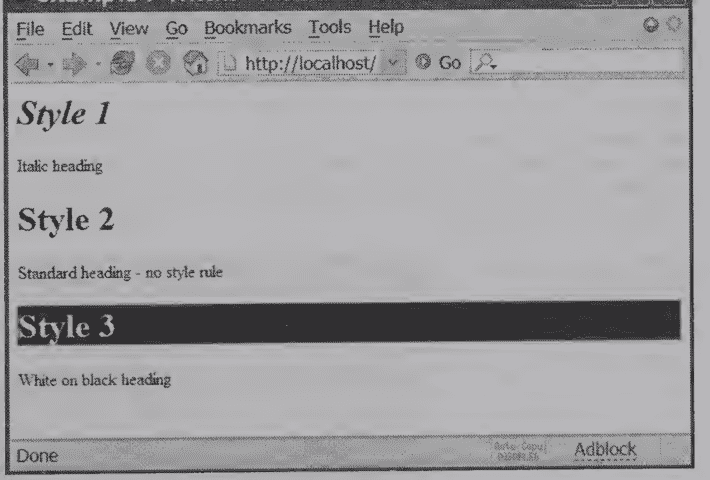 File Edit View Go Bookmarks Tools Help
http://localhost/ Go
Style 1
Italic heading
Style 2
Standard heading - no style rule
Style 3
White on black heading
Done Adblock